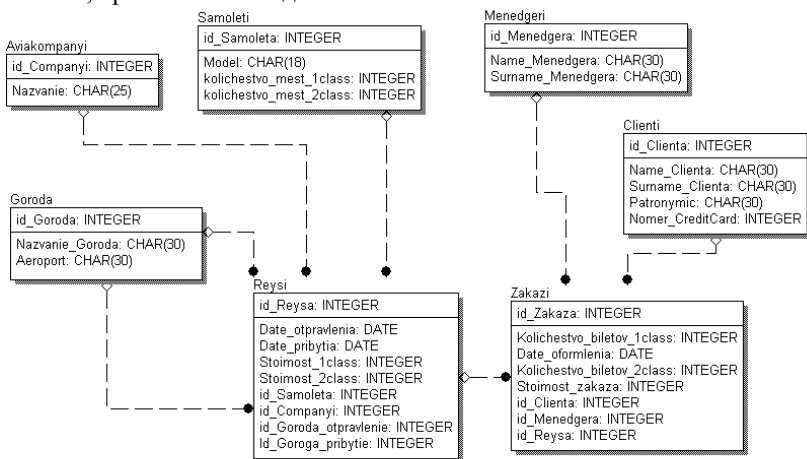 Samoleti
id_Samoleta: INTEGER
Model: CHAR(18)
kolichestvo_mest_1class: INTEGER
kolichestvo_mest_2class: INTEGER
Menedgeri
id_Menedgera: INTEGER
Name_Menedgera: CHAR(30)
Surname_Menedgera: CHAR(30)
Aviakompanyi
id_Companyi: INTEGER
Nazvanie: CHAR(25)
Clienti
id_Clienta: INTEGER
Name_Clienta: CHAR(30)
Surname_Clienta: CHAR(30)
Patronymic: CHAR(30)
Nomer_CreditCard: INTEGER
Goroda
id_Goroda: INTEGER
Nazvanie_Goroda: CHAR(30)
Aeroport: CHAR(30)
Reysi
id_Reysa: INTEGER
Date_otpravlenia: DATE
Date_pribytia: DATE
Stoimost_1class: INTEGER
Stoimost_2class: INTEGER
id_Samoleta: INTEGER
id_Companyi: INTEGER
id_Goroda_otpravlenie: INTEGER
Id_Goroga_pribytie: INTEGER
Zakazi
id_Zakaza: INTEGER
Kolichestvo_biletov_1class: INTEGER
Date_oformlenia: DATE
Kolichestvo_biletov_2class: INTEGER
Stoimost_zakaza: INTEGER
id_Clienta: INTEGER
id_Menedgera: INTEGER
id_Reysa: INTEGER